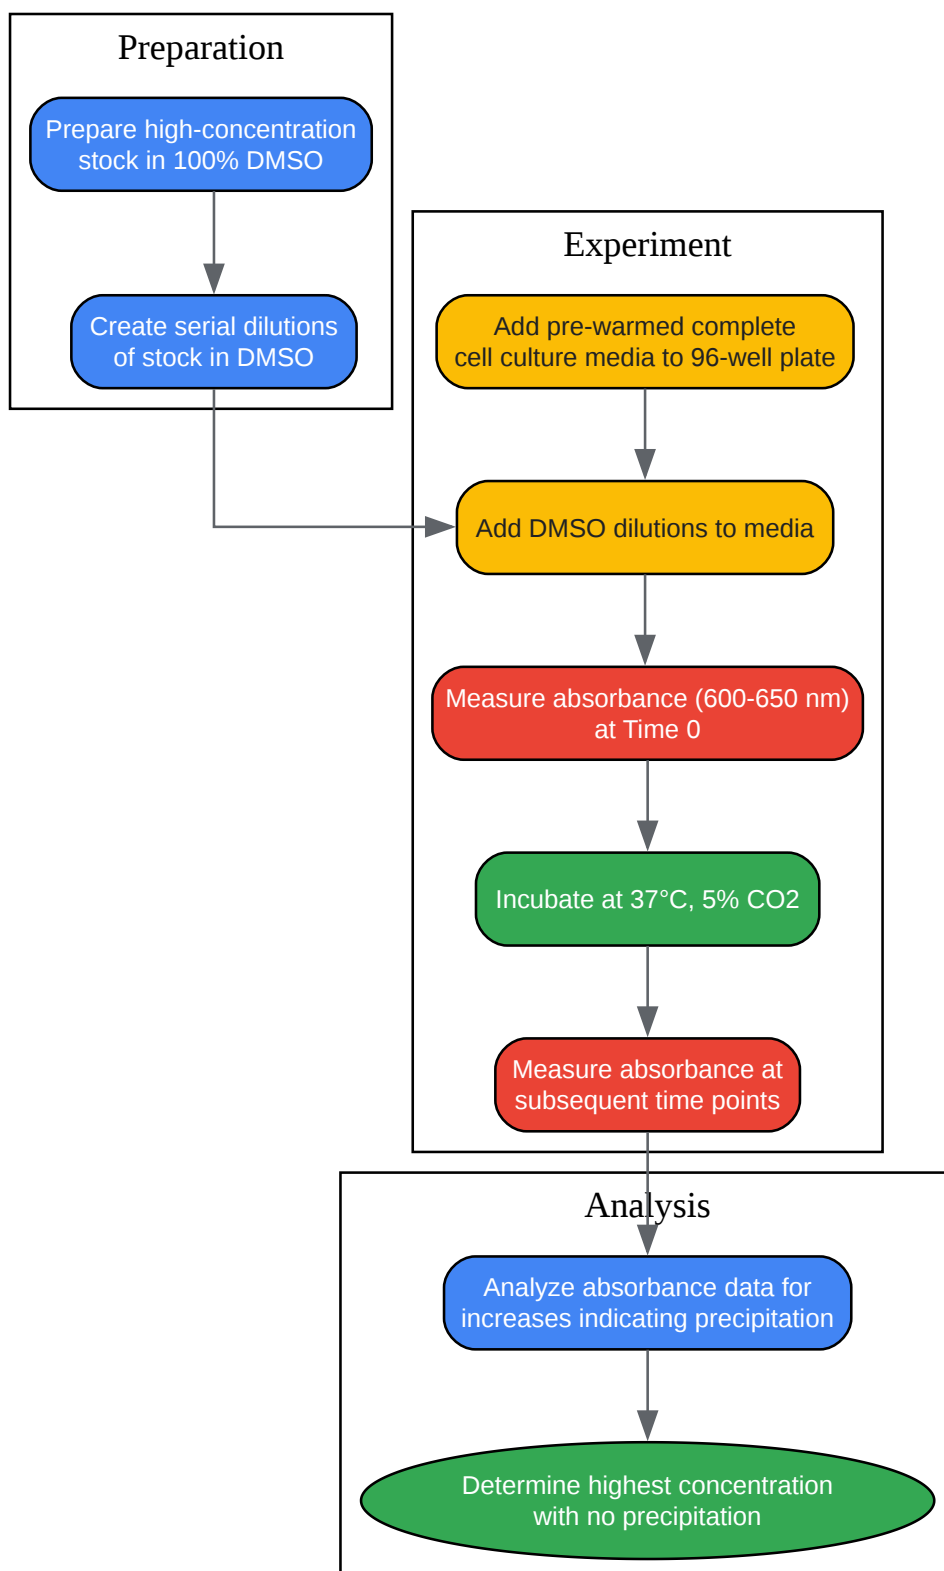 Preparation
Prepare high-concentration
stock in 100% DMSO
Create serial dilutions
of stock in DMSO
Experiment
Add pre-warmed complete
cell culture media to 96-well plate
Add DMSO dilutions to media
Measure absorbance (600-650 nm)
at Time 0
Incubate at 37°C, 5% CO2
Measure absorbance at
subsequent time points
Analysis
Analyze absorbance data for
increases indicating precipitation
Determine highest concentration
with no precipitation